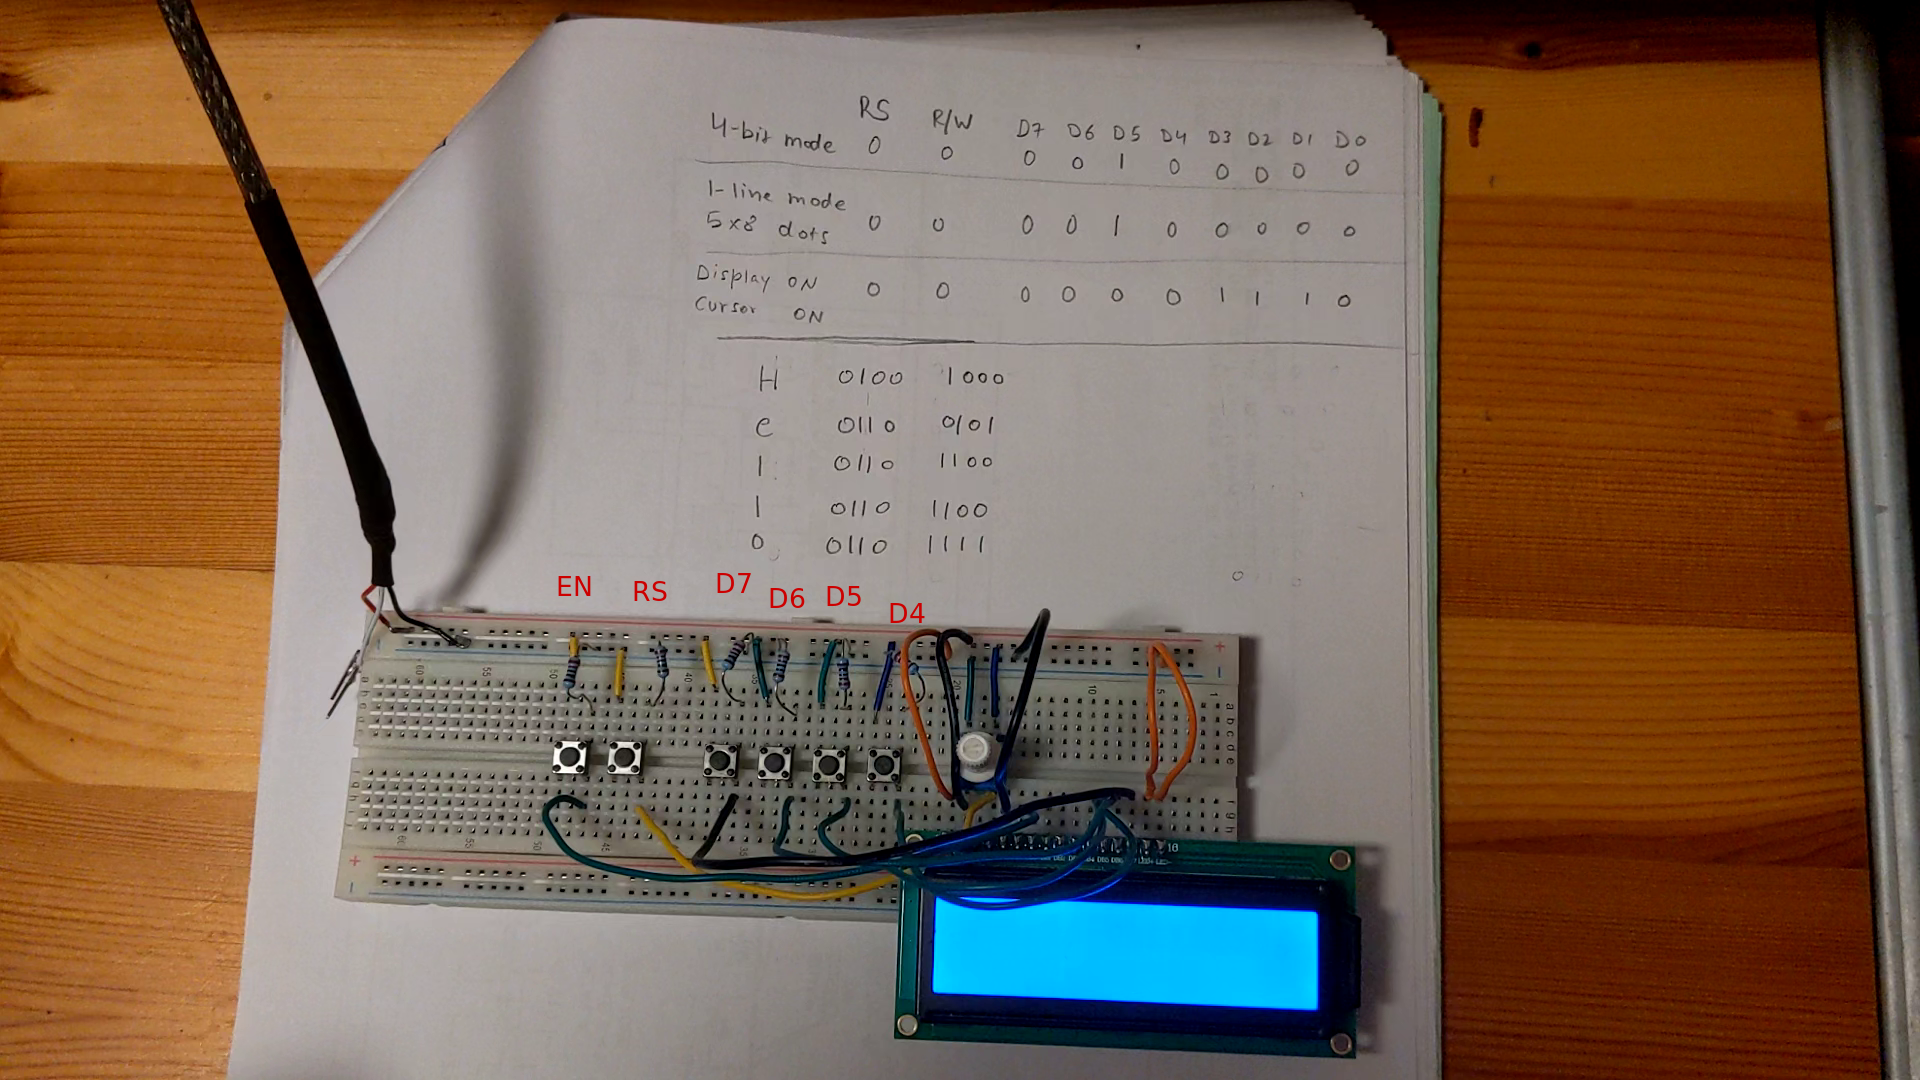 RS R/W D7 D6 D5 D4 D3 D2 D1 D0
4-bit mode 0 0 0 0 1 0 0 0 0 0
1-line mode
5x8 dots 0 0 0 0 1 0 0 0 0 0
Display ON
Cursor ON 0 0 0 0 0 0 1 1 1 0
H 0100 1000
e 0110 0101
l 0110 1100
l 0110 1100
o 0110 1111
EN RS D7 D6 D5 D4